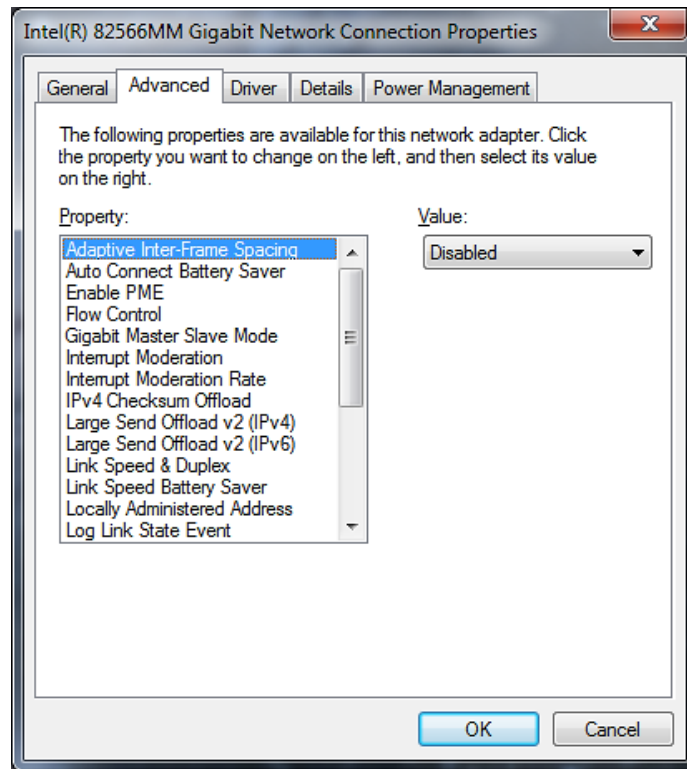 Intel(R) 82566MM Gigabit Network Connection Properties
General
Advanced
Driver
Details
Power Management
The following properties are available for this network adapter. Click
the property you want to change on the left, and then select its value
on the right.
Property:
Value:
Adaptive Inter-Frame Spacing
Disabled
Auto Connect Battery Saver
Enable PME
Flow Control
Gigabit Master Slave Mode
Interrupt Moderation
Interrupt Moderation Rate
IPv4 Checksum Offload
Large Send Offload v2 (IPv4)
Large Send Offload v2 (IPv6)
Link Speed & Duplex
Link Speed Battery Saver
Locally Administered Address
Log Link State Event
OK
Cancel